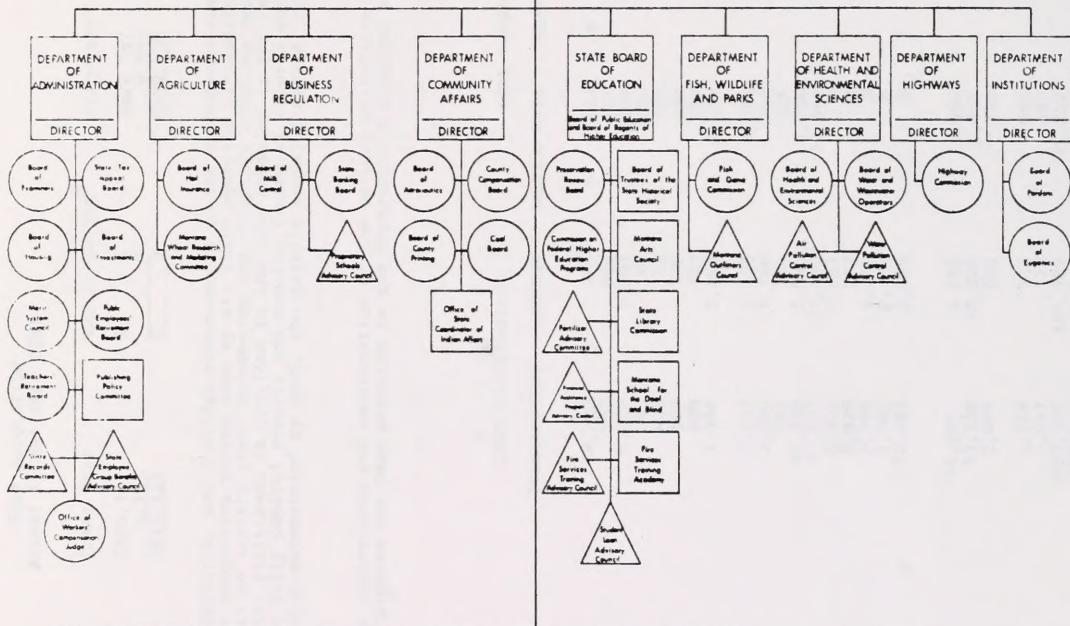 DEPARTMENT
OF
ADMINISTRATION
DIRECTOR
Board
of
Examiners
State Tax
Appeal
Board
Board
of
Housing
Board
of
Investments
Merit
System
Council
Public
Employees'
Retirement
Board
Teachers
Retirement
Board
Publishing
Policy
Committee
State
Records
Committee
State
Employee
Group Benefits
Advisory Council
Office of
Workers'
Compensation
Judge
DEPARTMENT
OF
AGRICULTURE
DIRECTOR
Board of
Hail
Insurance
Montana
Wheat Research
and Marketing
Committee
DEPARTMENT
OF
BUSINESS
REGULATION
DIRECTOR
Board of
Milk
Control
State
Banking
Board
Proprietary
Schools
Advisory Council
DEPARTMENT
OF
COMMUNITY
AFFAIRS
DIRECTOR
Board
of
Aeronautics
County
Compensation
Board
Board of
County
Printing
Coal
Board
Office of
State
Coordinator of
Indian Affairs
STATE BOARD
OF
EDUCATION
Board of Public Education
and Board of Regents of
Higher Education
Preservation
Review
Board
Board of
Trustees of the
State Historical
Society
Commission on
Federal Higher
Education
Programs
Montana
Arts
Council
Fertilizer
Advisory
Committee
State
Library
Commission
Financial
Assistance
Program
Advisory
Montana
School for
the Deaf
and Blind
Fire
Services
Training
Advisory Council
Fire
Services
Training
Academy
Student
Loan
Advisory
Council
DEPARTMENT
OF
FISH, WILDLIFE
AND PARKS
DIRECTOR
Fish
and Game
Commission
Montana
Outfitters
Council
DEPARTMENT
OF HEALTH AND
ENVIRONMENTAL
SCIENCES
DIRECTOR
Board of
Health and
Environmental
Sciences
Board of
Water and
Wastewater
Operators
Air
Pollution
Control
Advisory Council
Water
Pollution
Control
Advisory Council
DEPARTMENT
OF
HIGHWAYS
DIRECTOR
Highway
Commission
DEPARTMENT
OF
INSTITUTIONS
DIRECTOR
Board
of
Pardons
Board
of
Eugenics